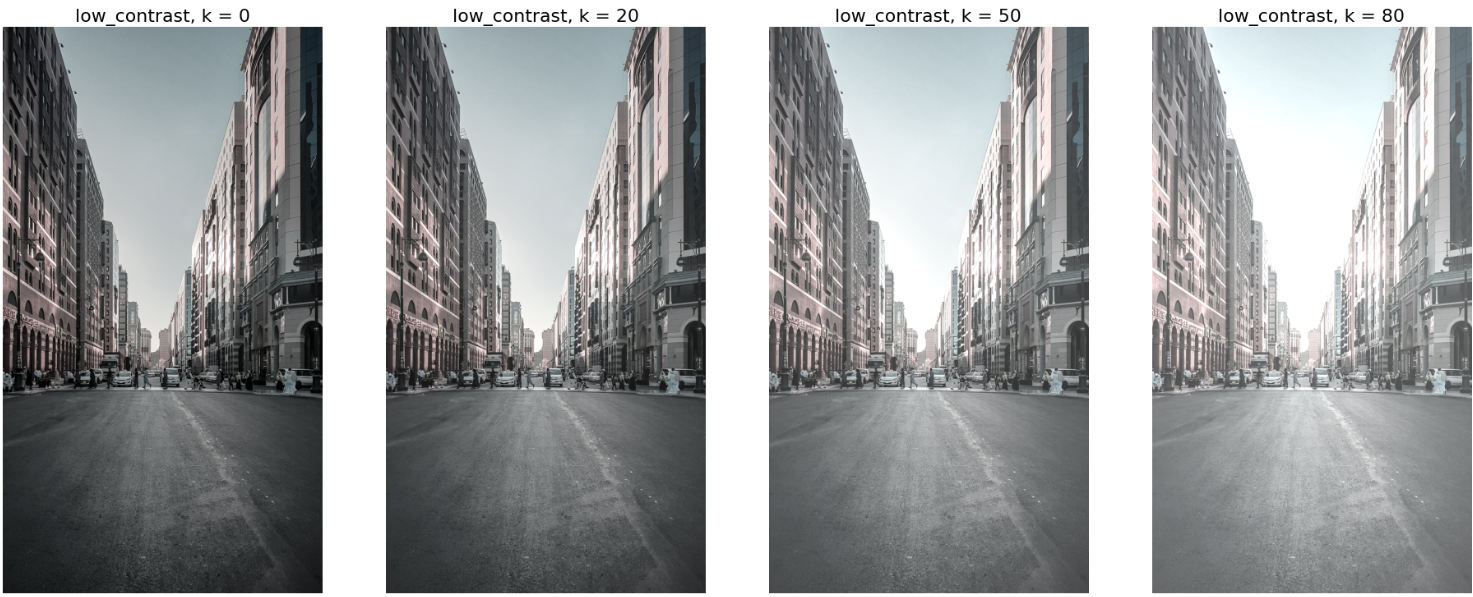 low_contrast, k = 0
low_contrast, k = 20
low_contrast, k = 50
low_contrast, k = 80